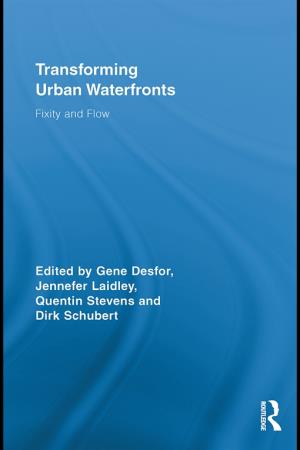 Transforming
Urban Waterfronts
Fixity and Flow
Edited by Gene Desfor,
Jennefer Laidley,
Quentin Stevens and
Dirk Schubert
ROUTLEDGE